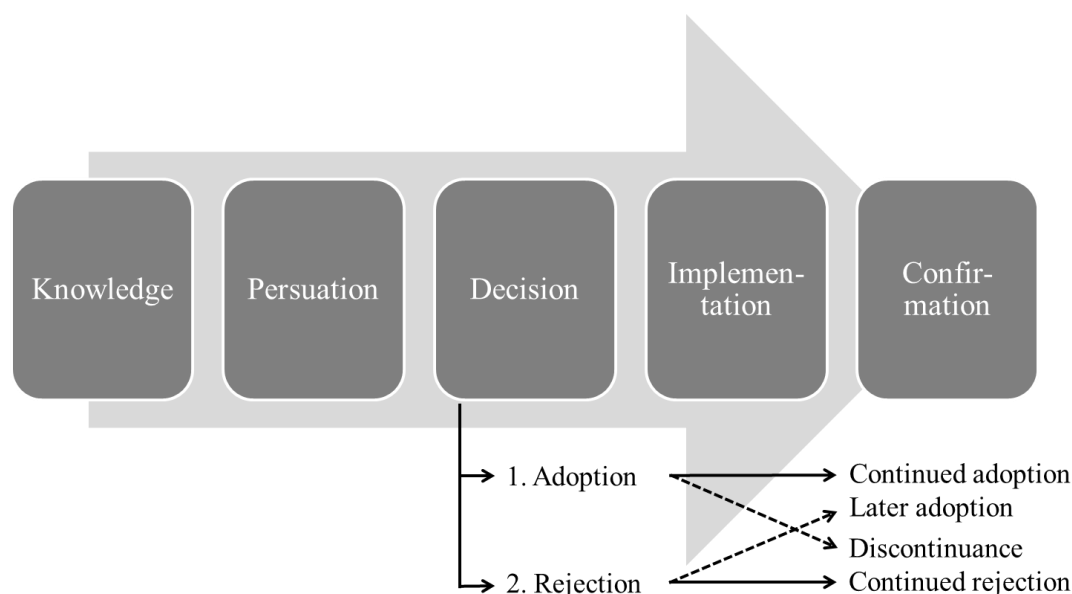 Knowledge
Persuation
Decision
Implemen-
tation
Confir-
mation
1. Adoption
2. Rejection
Continued adoption
Later adoption
Discontinuance
Continued rejection